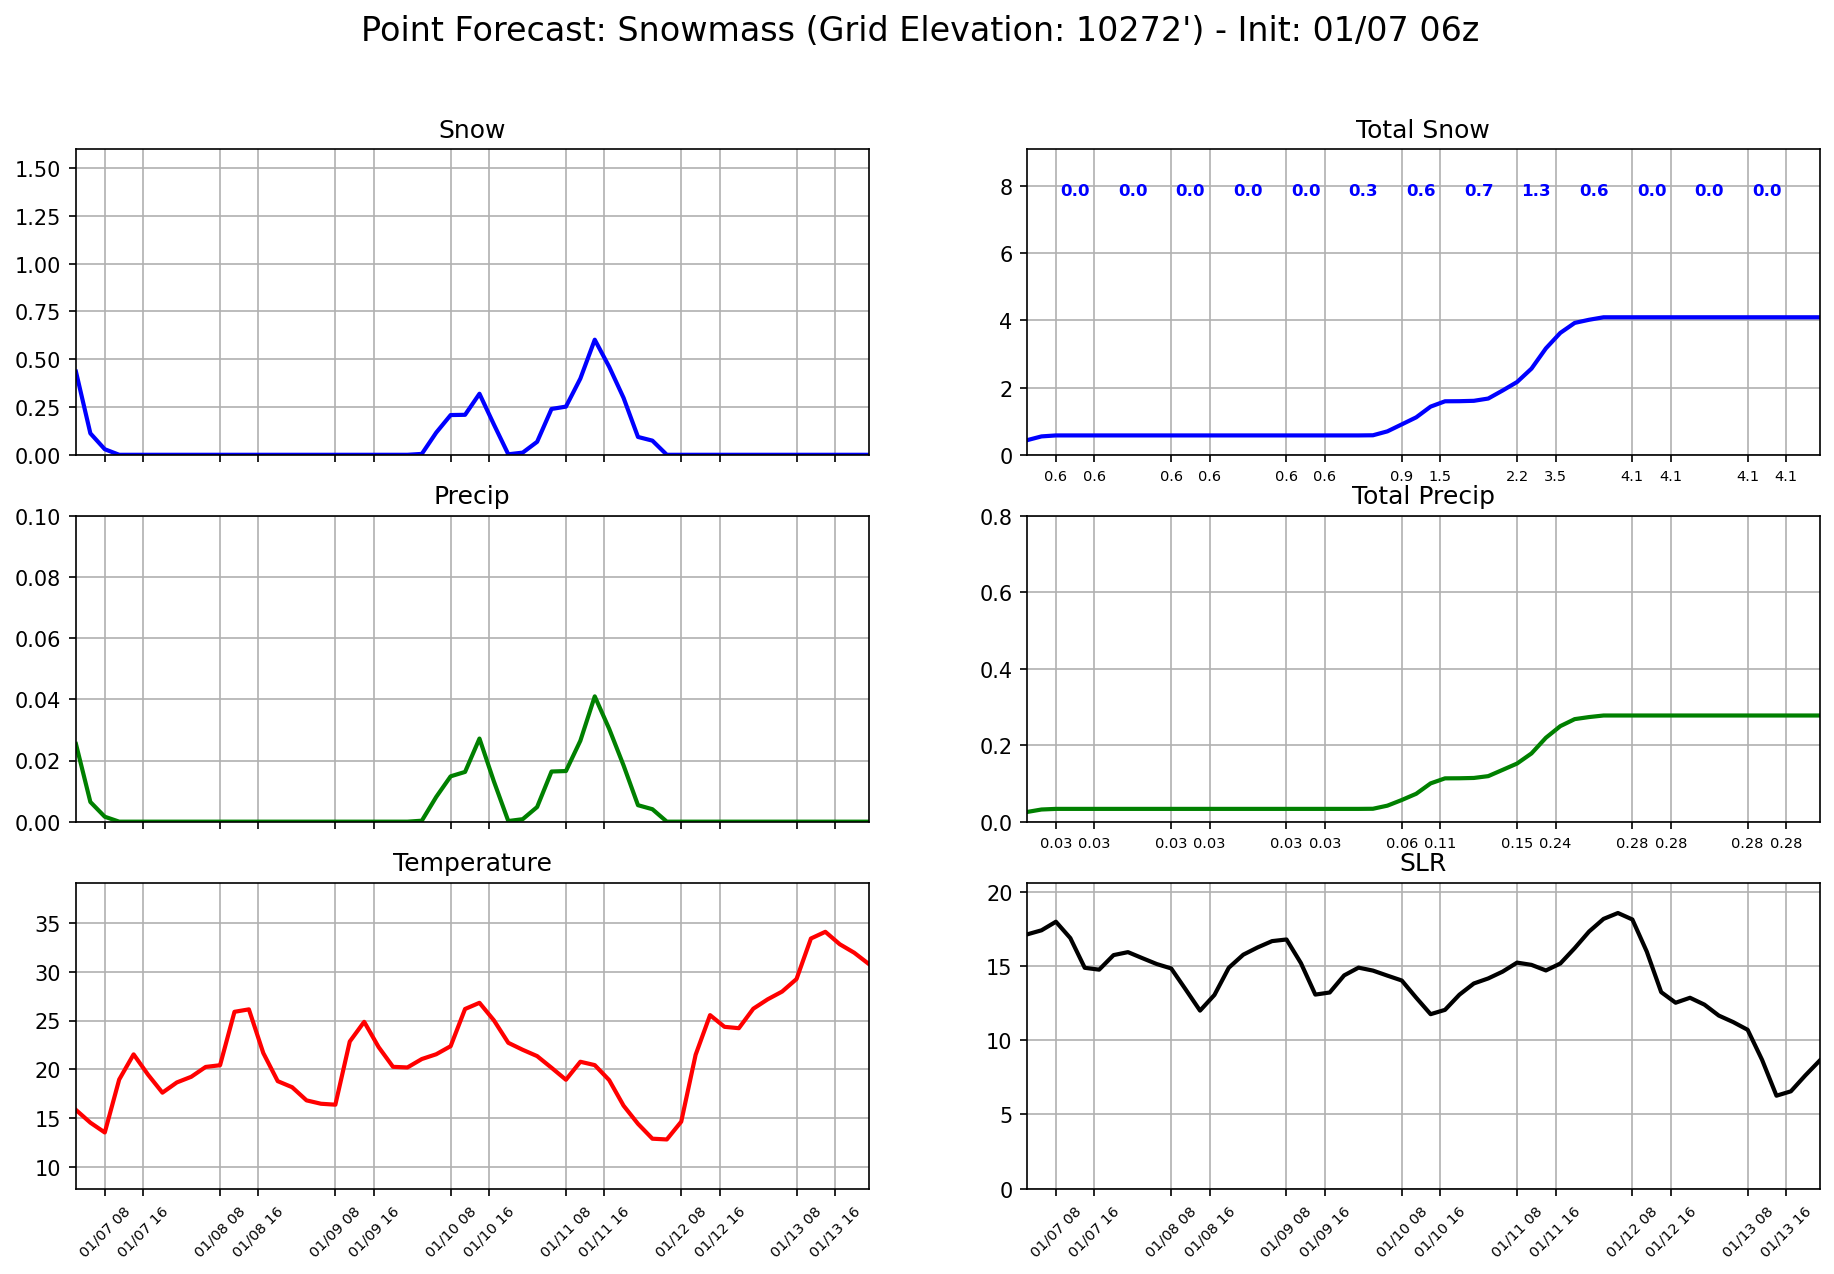 Point Forecast: Snowmass (Grid Elevation: 10272') - Init: 01/07 06z
Snow
1.50
1.25
1.00
0.75
0.50
0.25
0.00
Total Snow
8
6
4
2
0
0.0 0.0 0.0 0.0 0.0 0.3 0.6 0.7 1.3 0.6 0.0 0.0 0.0
0.6 0.6 0.6 0.6 0.6 0.6 0.9 1.5 2.2 3.5 4.1 4.1 4.1 4.1
Precip
0.10
0.08
0.06
0.04
0.02
0.00
Total Precip
0.8
0.6
0.4
0.2
0.0
0.03 0.03 0.03 0.03 0.03 0.03 0.06 0.11 0.15 0.24 0.28 0.28 0.28 0.28
Temperature
35
30
25
20
15
10
01/07 08 01/07 16 01/08 08 01/08 16 01/09 08 01/09 16 01/10 08 01/10 16 01/11 08 01/11 16 01/12 08 01/12 16 01/13 08 01/13 16
SLR
20
15
10
5
0
01/07 08 01/07 16 01/08 08 01/08 16 01/09 08 01/09 16 01/10 08 01/10 16 01/11 08 01/11 16 01/12 08 01/12 16 01/13 08 01/13 16